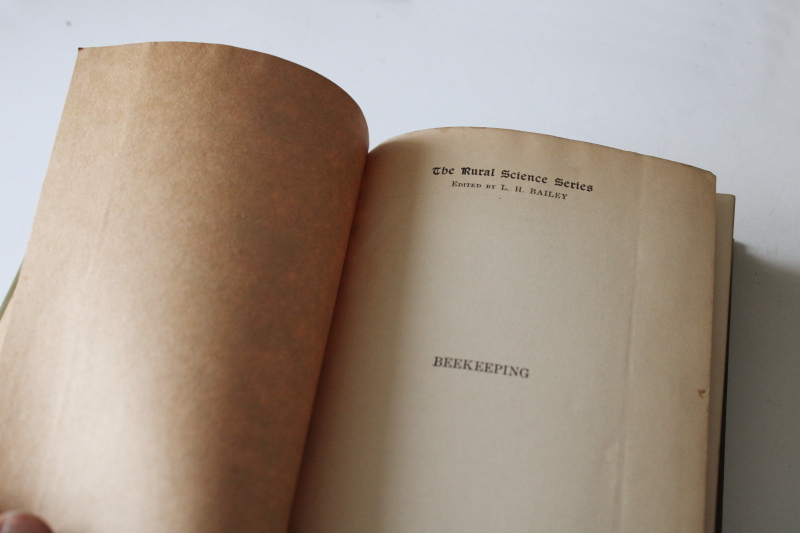 The Rural Science Series
Edited by L. H. BAILEY
BEEKEEPING